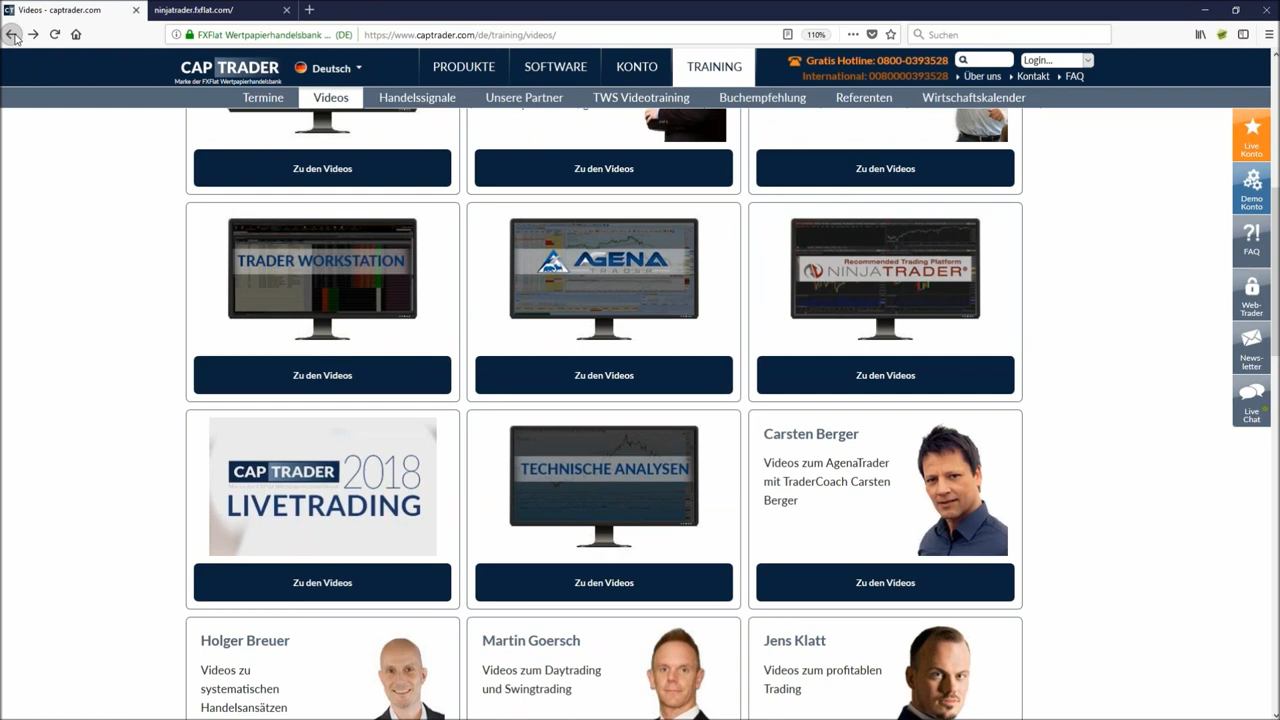 Videos - captrader.com
ninjatrader.fxflat.com/
FXFlat Wertpapierhandelsbank ... (DE)
https://www.captrader.com/de/training/videos/
110%
Suchen
CAP TRADER
Marke der FXFlat Wertpapierhandelsbank
Deutsch
PRODUKTE
SOFTWARE
KONTO
TRAINING
Gratis Hotline: 0800-0393528
International: 0080000393528
Login...
Über uns
Kontakt
FAQ
Termine
Videos
Handelssignale
Unsere Partner
TWS Videotraining
Buchempfehlung
Referenten
Wirtschaftskalender
Zu den Videos
Zu den Videos
Zu den Videos
Live Konto
Demo Konto
?!
FAQ
Web-Trader
News-letter
Live Chat
TRADER WORKSTATION
AGENA
TRADER
Recommended Trading Platform
NINJATRADER®
Zu den Videos
Zu den Videos
Zu den Videos
CAP TRADER 2018
LIVETRADING
TECHNISCHE ANALYSEN
Carsten Berger
Videos zum AgenaTrader
mit TraderCoach Carsten
Berger
Zu den Videos
Zu den Videos
Zu den Videos
Holger Breuer
Videos zu
systematischen
Handelsansätzen
Martin Goersch
Videos zum Daytrading
und Swingtrading
Jens Klatt
Videos zum profitablen
Trading